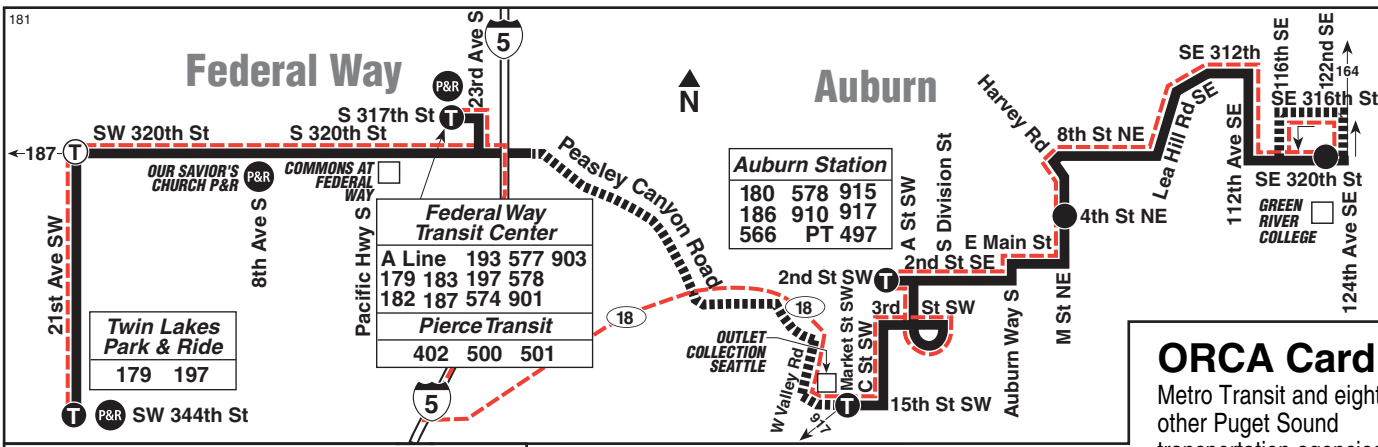 181
Federal Way
Auburn
5
N
P&R
23rd Ave S
S 317th St
T
SW 320th St
S 320th St
187
T
OUR SAVIOR'S
CHURCH P&R
P&R
COMMONS AT
FEDERAL
WAY
8th Ave S
Pacific Hwy S
21st Ave SW
Twin Lakes
Park & Ride
179 197
T
P&R
SW 344th St
Federal Way
Transit Center
A Line 193 577 903
179 183 197 578
182 187 574 901
Pierce Transit
402 500 501
5
18
Peasley Canyon Road
18
Auburn Station
180 578 915
186 910 917
566 PT 497
A St SW
S Division St
2nd St SW
T
2nd St SE
E Main St
3rd St SW
OUTLET
COLLECTION
SEATTLE
Market St SW
C St SW
W Valley Rd
917
T
15th St SW
Auburn Way S
M St NE
4th St NE
Harvey Rd
8th St NE
Lea Hill Rd SE
SE 312th
112th Ave SE
116th SE
122nd SE
164
SE 316th St
SE 320th St
GREEN
RIVER
COLLEGE
124th Ave SE
ORCA Card
Metro Transit and eight
other Puget Sound
transportation agencies